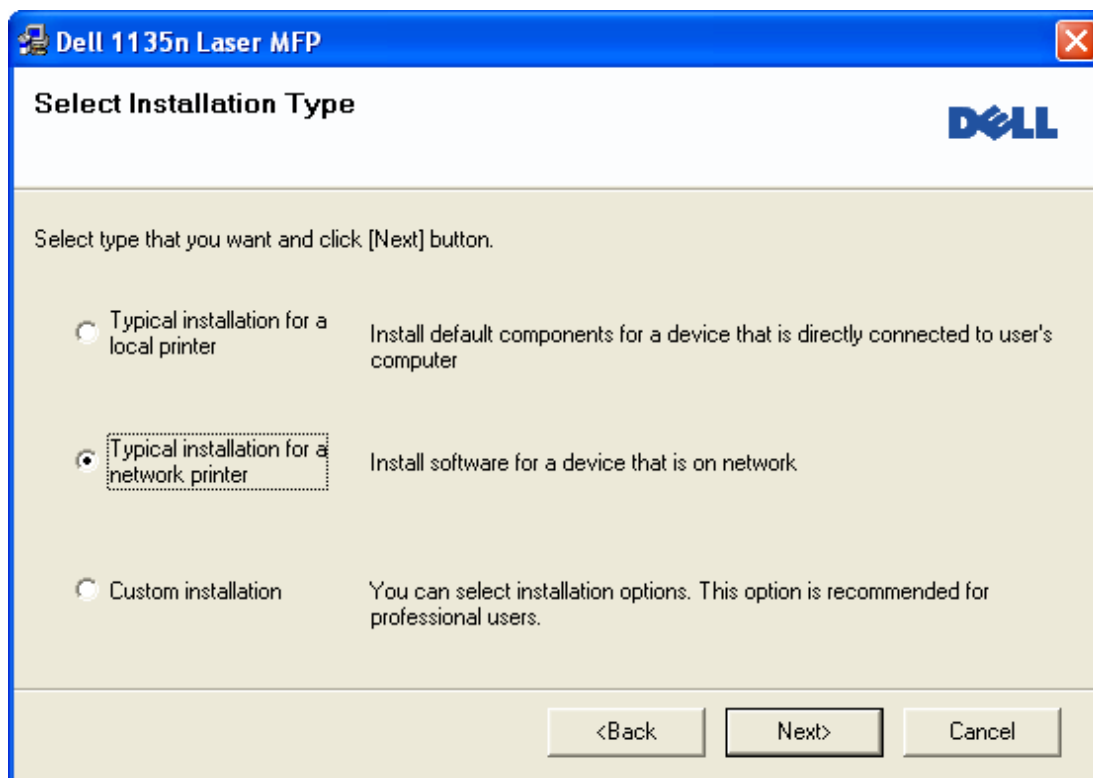 Dell 1135n Laser MFP
Select Installation Type
DELL
Select type that you want and click [Next] button.
Typical installation for a
local printer
Install default components for a device that is directly connected to user's
computer
Typical installation for a
network printer
Install software for a device that is on network
Custom installation
You can select installation options. This option is recommended for
professional users.
<Back
Next>
Cancel